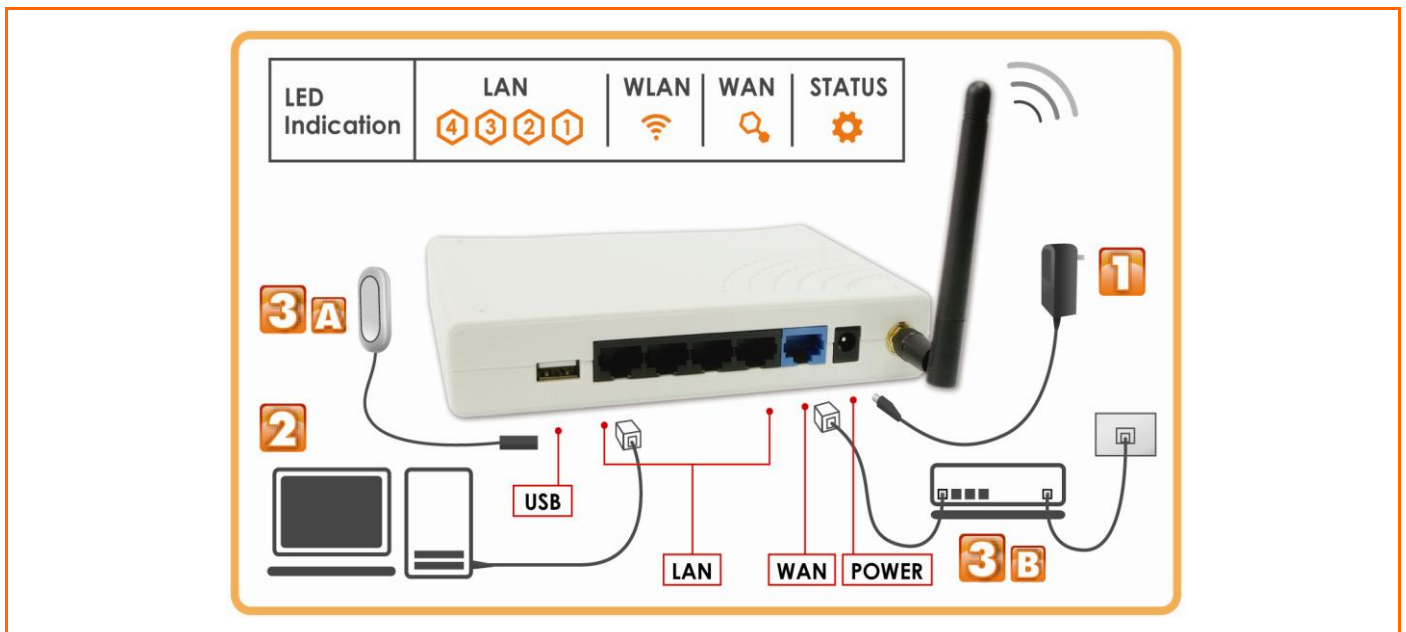 LED
Indication
LAN
4 3 2 1
WLAN
WAN
STATUS
3 A
1
2
USB
LAN
WAN
POWER
3 B